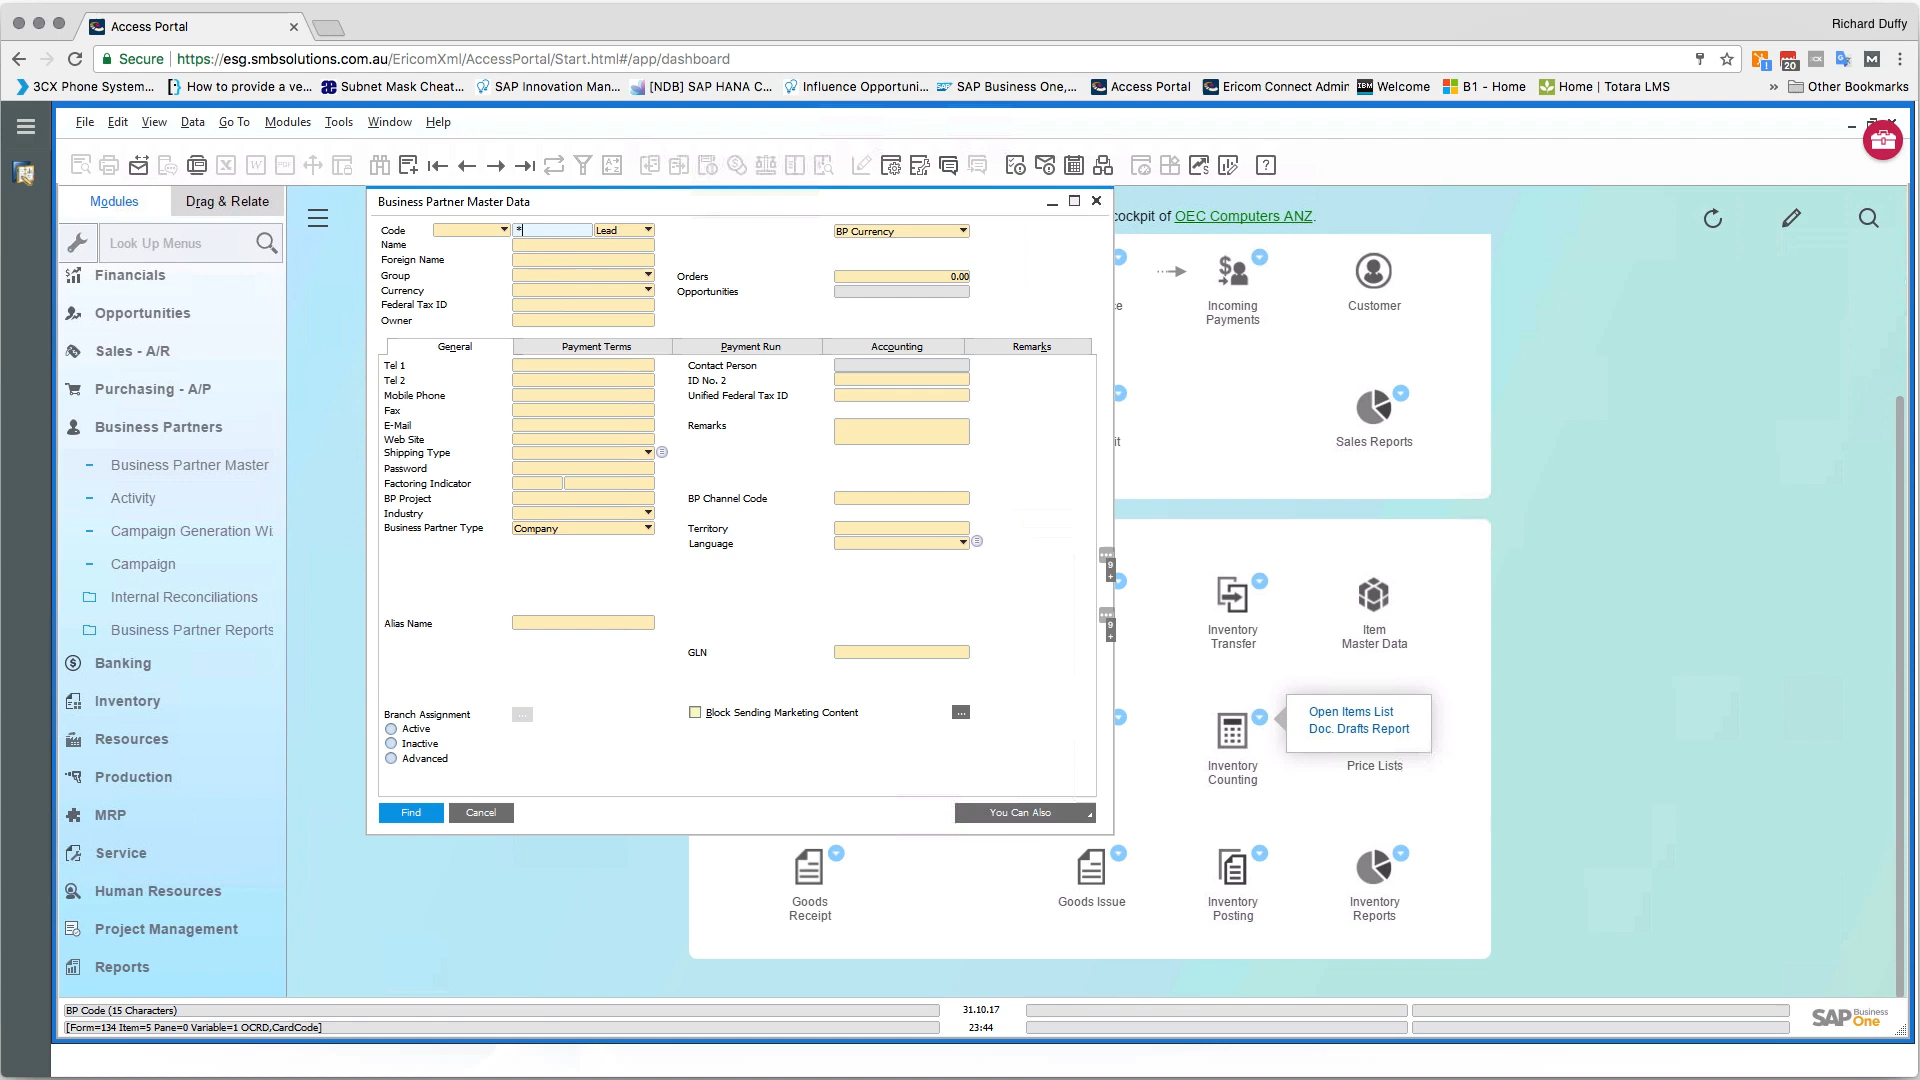 Access Portal
Richard Duffy
Secure https://esg.smbsolutions.com.au/EricomXml/AccessPortal/Start.html#/app/dashboard
3CX Phone System... How to provide a ve... Subnet Mask Cheat... SAP Innovation Man... [NDB] SAP HANA C... Influence Opportuni... SAP Business One,... Access Portal Ericom Connect Admin IBM Welcome B1 - Home Home | Totara LMS » Other Bookmarks
File Edit View Data Go To Modules Tools Window Help
Modules Drag & Relate
Look Up Menus
Financials
Opportunities
Sales - A/R
Purchasing - A/P
Business Partners
Business Partner Master
Activity
Campaign Generation Wi
Campaign
Internal Reconciliations
Business Partner Reports
Banking
Inventory
Resources
Production
MRP
Service
Human Resources
Project Management
Reports
Business Partner Master Data
Code * Lead BP Currency
Name
Foreign Name
Group Orders 0.00
Currency Opportunities
Federal Tax ID
Owner
General Payment Terms Payment Run Accounting Remarks
Tel 1 Contact Person
Tel 2 ID No. 2
Mobile Phone Unified Federal Tax ID
Fax
E-Mail Remarks
Web Site
Shipping Type
Password
Factoring Indicator
BP Project BP Channel Code
Industry
Business Partner Type Company Territory
Language
Alias Name
GLN
Branch Assignment ... Block Sending Marketing Content ...
Active
Inactive
Advanced
Find Cancel You Can Also
cockpit of OEC Computers ANZ.
Incoming
Payments
Customer
Sales Reports
Inventory
Transfer
Item
Master Data
Open Items List
Doc. Drafts Report
Inventory
Counting
Price Lists
Goods
Receipt
Goods Issue
Inventory
Posting
Inventory
Reports
BP Code (15 Characters) 31.10.17
[Form=134 Item=5 Pane=0 Variable=1 OCRD,CardCode] 23:44
SAP Business One